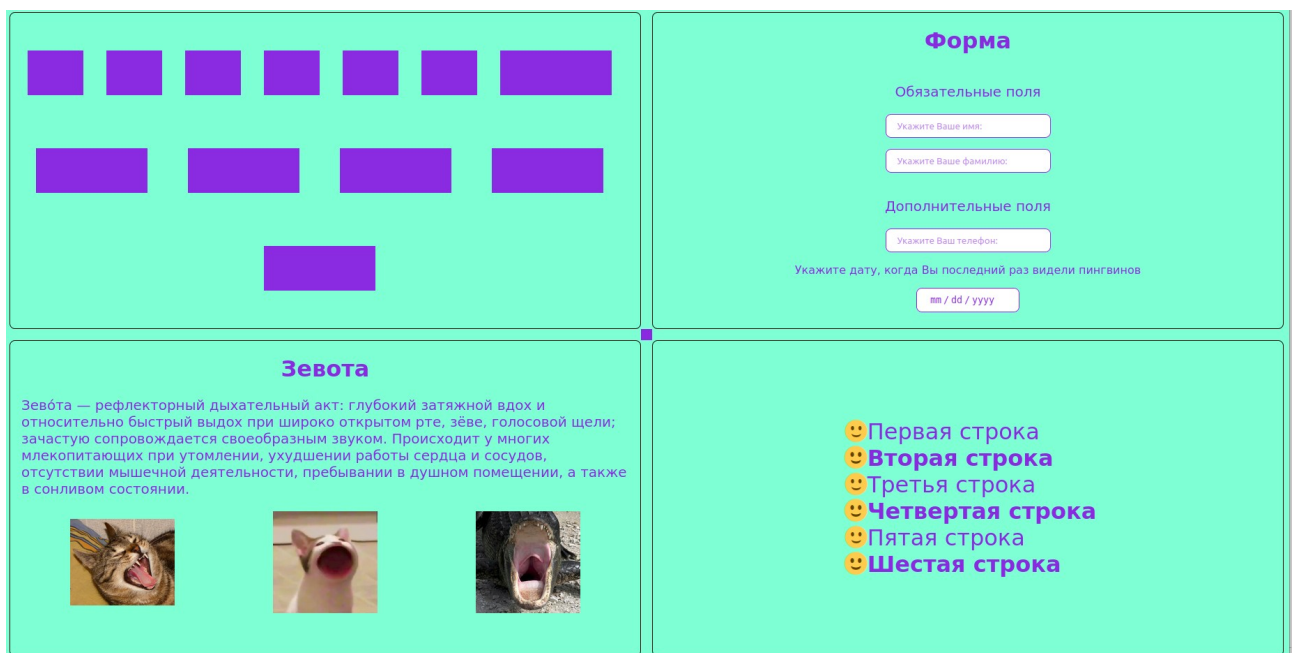 Форма
Обязательные поля
Укажите Ваше имя:
Укажите Ваше фамилию:
Дополнительные поля
Укажите Ваш телефон:
Укажите дату, когда Вы последний раз видели пингвинов
mm / dd / yyyy
Зевота
Зево́та — рефлекторный дыхательный акт: глубокий затяжной вдох и
относительно быстрый выдох при широко открытом рте, зёве, голосовой щели;
зачастую сопровождается своеобразным звуком. Происходит у многих
млекопитающих при утомлении, ухудшении работы сердца и сосудов,
отсутствии мышечной деятельности, пребывании в душном помещении, а также
в сонливом состоянии.
Первая строка
Вторая строка
Третья строка
Четвертая строка
Пятая строка
Шестая строка